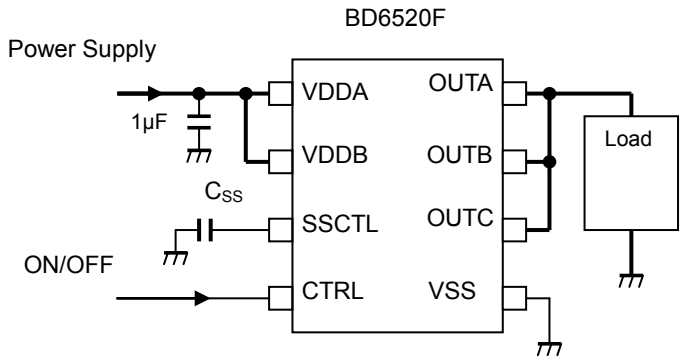 BD6520F
Power Supply
1µF
VDDA
OUTA
VDDB
OUTB
Load
CSS
SSCTL
OUTC
ON/OFF
CTRL
VSS